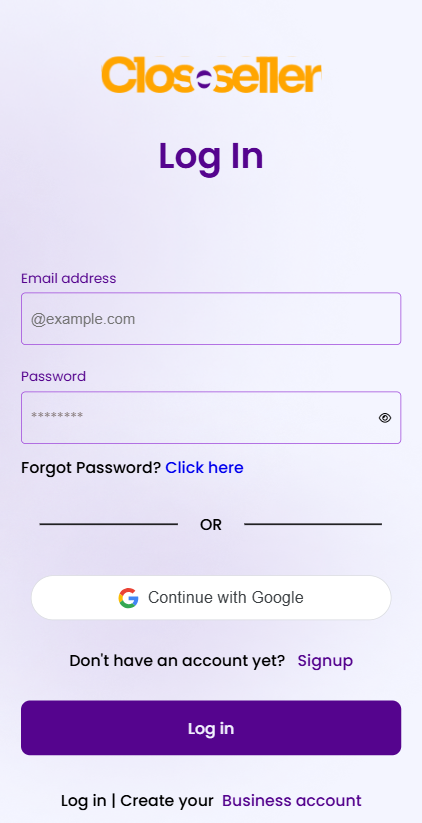 Closeseller
Log In
Email address
@example.com
Password
********
Forgot Password? Click here
OR
Continue with Google
Don't have an account yet? Signup
Log in
Log in | Create your Business account